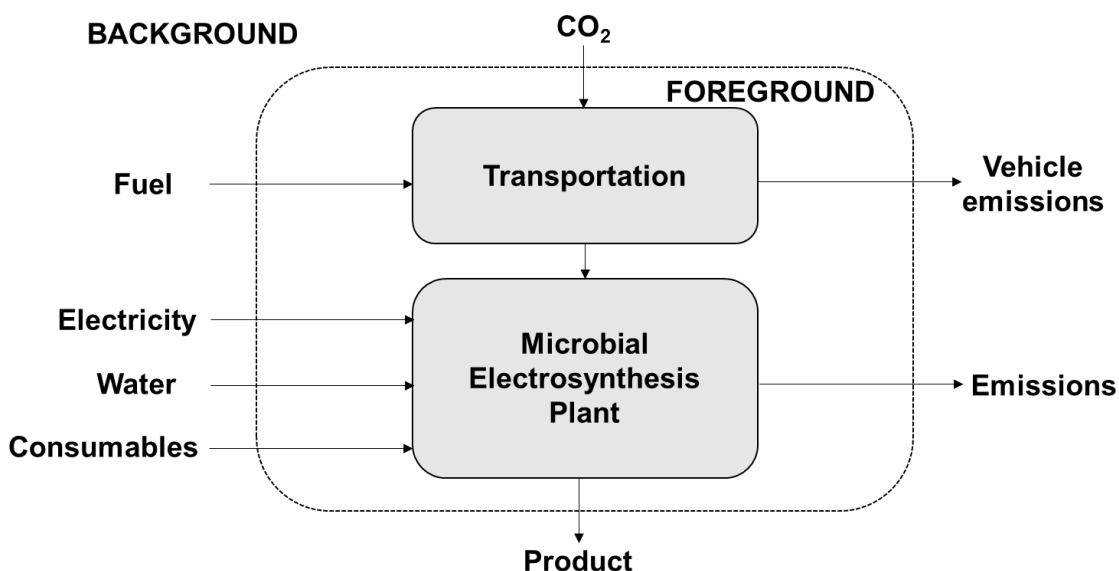 BACKGROUND
CO₂
FOREGROUND
Transportation
Fuel
Vehicle
emissions
Electricity
Water
Consumables
Microbial
Electrosynthesis
Plant
Emissions
Product